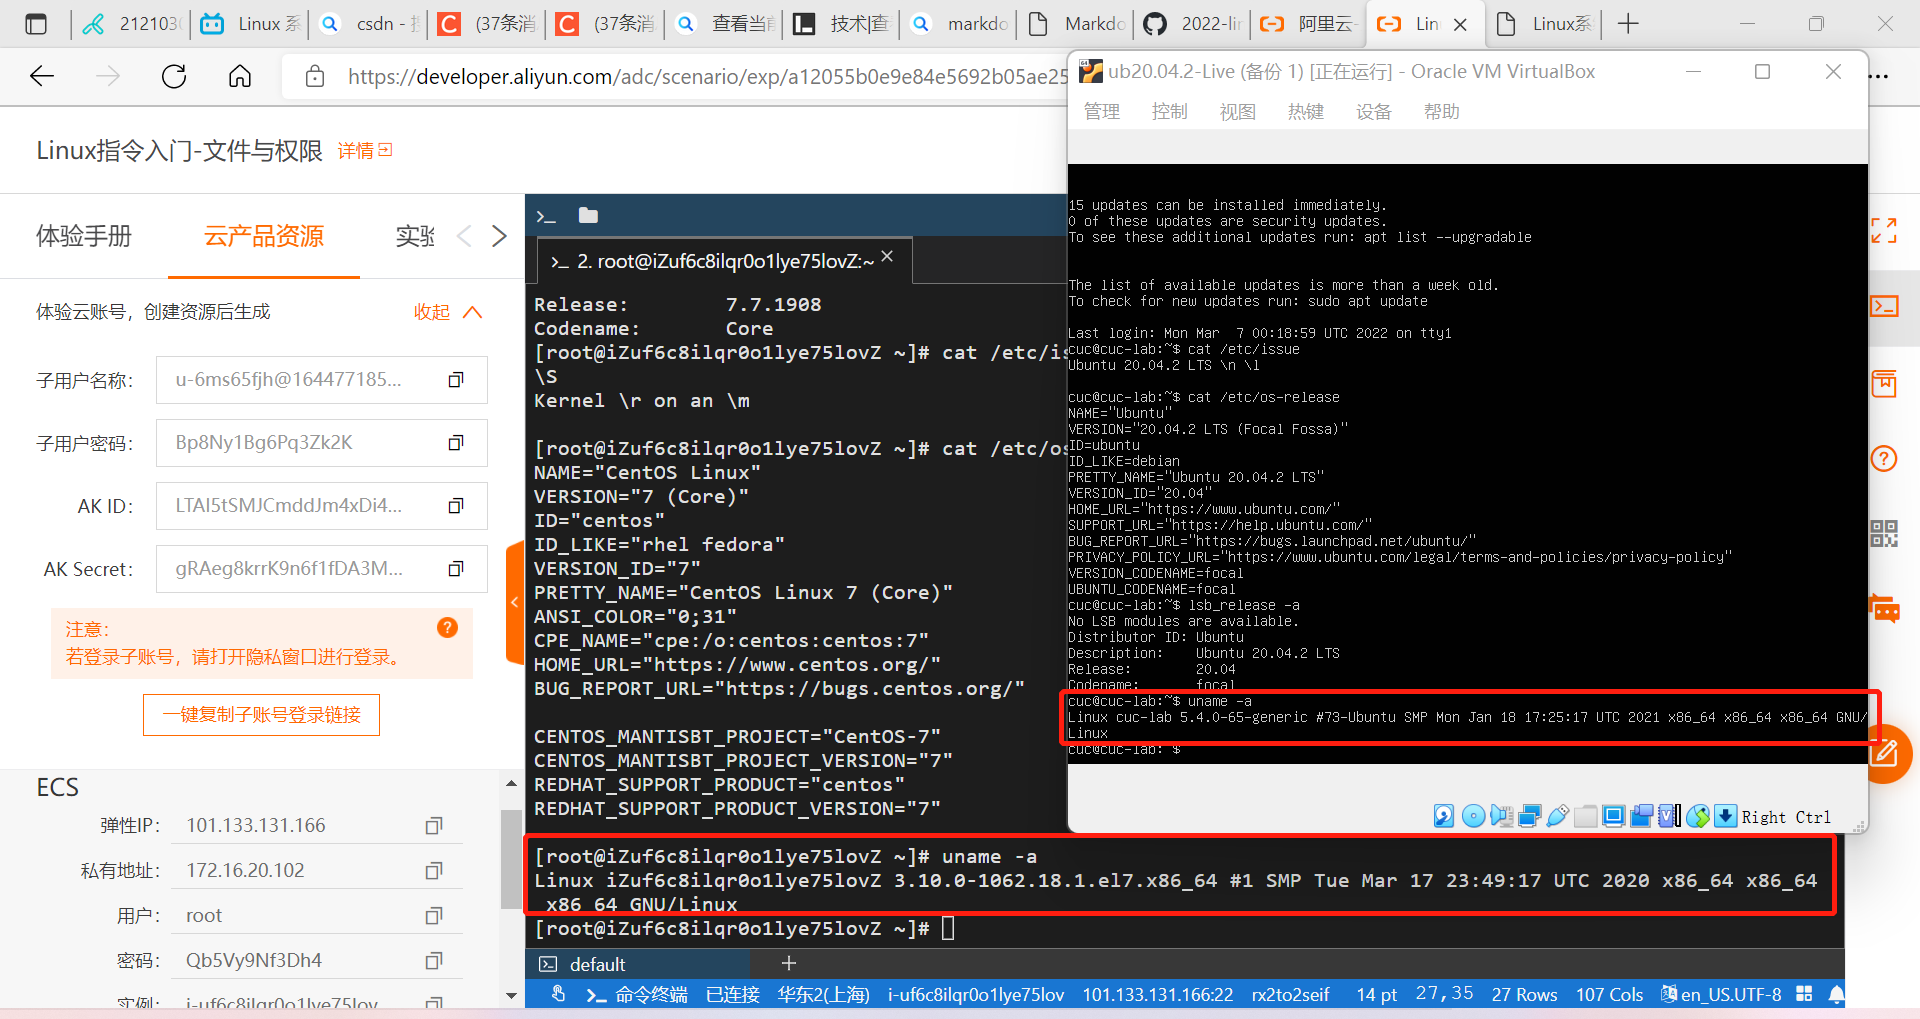 212103
Linux 系
csdn - 搜
(37条消
(37条消
查看当前
技术|查
markdo
Markdo
2022-lin
阿里云-
Lin
Linux系
https://developer.aliyun.com/adc/scenario/exp/a12055b0e9e84e5692b05ae25
Linux指令入门-文件与权限
详情
体验手册
云产品资源
实验
体验云账号，创建资源后生成
收起
子用户名称：
u-6ms65fjh@164477185...
子用户密码：
Bp8Ny1Bg6Pq3Zk2K
AK ID：
LTAI5tSMJCmddJm4xDi4...
AK Secret：
gRAeg8krrK9n6f1fDA3M...
注意：
若登录子账号，请打开隐私窗口进行登录。
一键复制子账号登录链接
ECS
弹性IP：
101.133.131.166
私有地址：
172.16.20.102
用户：
root
密码：
Qb5Vy9Nf3Dh4
实例：
i-uf6c8ilqr0o1lye75lov
2. root@iZuf6c8ilqr0o1lye75lovZ:~
Release: 7.7.1908
Codename: Core
[root@iZuf6c8ilqr0o1lye75lovZ ~]# cat /etc/is
\S
Kernel \r on an \m
[root@iZuf6c8ilqr0o1lye75lovZ ~]# cat /etc/os
NAME="CentOS Linux"
VERSION="7 (Core)"
ID="centos"
ID_LIKE="rhel fedora"
VERSION_ID="7"
PRETTY_NAME="CentOS Linux 7 (Core)"
ANSI_COLOR="0;31"
CPE_NAME="cpe:/o:centos:centos:7"
HOME_URL="https://www.centos.org/"
BUG_REPORT_URL="https://bugs.centos.org/"
CENTOS_MANTISBT_PROJECT="CentOS-7"
CENTOS_MANTISBT_PROJECT_VERSION="7"
REDHAT_SUPPORT_PRODUCT="centos"
REDHAT_SUPPORT_PRODUCT_VERSION="7"
[root@iZuf6c8ilqr0o1lye75lovZ ~]# uname -a
Linux iZuf6c8ilqr0o1lye75lovZ 3.10.0-1062.18.1.el7.x86_64 #1 SMP Tue Mar 17 23:49:17 UTC 2020 x86_64 x86_64
x86_64 GNU/Linux
[root@iZuf6c8ilqr0o1lye75lovZ ~]#
default
命令终端 已连接 华东2(上海) i-uf6c8ilqr0o1lye75lov 101.133.131.166:22 rx2to2seif 14 pt 27,35 27 Rows 107 Cols en_US.UTF-8
ub20.04.2-Live (备份 1) [正在运行] - Oracle VM VirtualBox
管理 控制 视图 热键 设备 帮助
15 updates can be installed immediately.
0 of these updates are security updates.
To see these additional updates run: apt list --upgradable
The list of available updates is more than a week old.
To check for new updates run: sudo apt update
Last login: Mon Mar  7 00:18:59 UTC 2022 on tty1
cuc@cuc-lab:~$ cat /etc/issue
Ubuntu 20.04.2 LTS \n \l
cuc@cuc-lab:~$ cat /etc/os-release
NAME="Ubuntu"
VERSION="20.04.2 LTS (Focal Fossa)"
ID=ubuntu
ID_LIKE=debian
PRETTY_NAME="Ubuntu 20.04.2 LTS"
VERSION_ID="20.04"
HOME_URL="https://www.ubuntu.com/"
SUPPORT_URL="https://help.ubuntu.com/"
BUG_REPORT_URL="https://bugs.launchpad.net/ubuntu/"
PRIVACY_POLICY_URL="https://www.ubuntu.com/legal/terms-and-policies/privacy-policy"
VERSION_CODENAME=focal
UBUNTU_CODENAME=focal
cuc@cuc-lab:~$ lsb_release -a
No LSB modules are available.
Distributor ID: Ubuntu
Description: Ubuntu 20.04.2 LTS
Release: 20.04
Codename: focal
cuc@cuc-lab:~$ uname -a
Linux cuc-lab 5.4.0-65-generic #73-Ubuntu SMP Mon Jan 18 17:25:17 UTC 2021 x86_64 x86_64 x86_64 GNU/
Linux
cuc@cuc-lab:~$
Right Ctrl